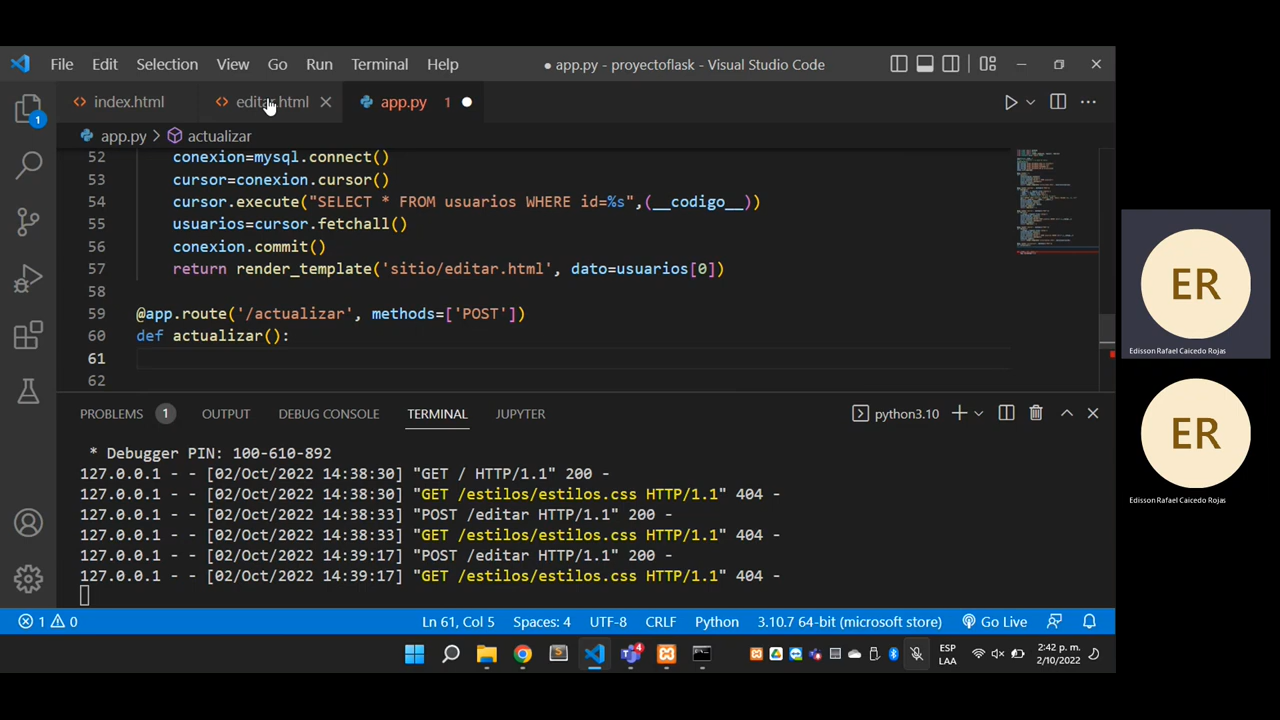 File Edit Selection View Go Run Terminal Help ● app.py - proyectoflask - Visual Studio Code
index.html editar.html app.py 1
app.py > actualizar
1
52 conexion=mysql.connect()
53 cursor=conexion.cursor()
54 cursor.execute("SELECT * FROM usuarios WHERE id=%s",(__codigo__))
55 usuarios=cursor.fetchall()
56 conexion.commit()
57 return render_template('sitio/editar.html', dato=usuarios[0])
58
59 @app.route('/actualizar', methods=['POST'])
60 def actualizar():
61
62
PROBLEMS 1 OUTPUT DEBUG CONSOLE TERMINAL JUPYTER python3.10
* Debugger PIN: 100-610-892
127.0.0.1 - - [02/Oct/2022 14:38:30] "GET / HTTP/1.1" 200 -
127.0.0.1 - - [02/Oct/2022 14:38:30] "GET /estilos/estilos.css HTTP/1.1" 404 -
127.0.0.1 - - [02/Oct/2022 14:38:33] "POST /editar HTTP/1.1" 200 -
127.0.0.1 - - [02/Oct/2022 14:38:33] "GET /estilos/estilos.css HTTP/1.1" 404 -
127.0.0.1 - - [02/Oct/2022 14:39:17] "POST /editar HTTP/1.1" 200 -
127.0.0.1 - - [02/Oct/2022 14:39:17] "GET /estilos/estilos.css HTTP/1.1" 404 -
1 0 Ln 61, Col 5 Spaces: 4 UTF-8 CRLF Python 3.10.7 64-bit (microsoft store) Go Live
4 ESP LAA 2:42 p. m. 2/10/2022
ER
Edisson Rafael Caicedo Rojas
ER
Edisson Rafael Caicedo Rojas